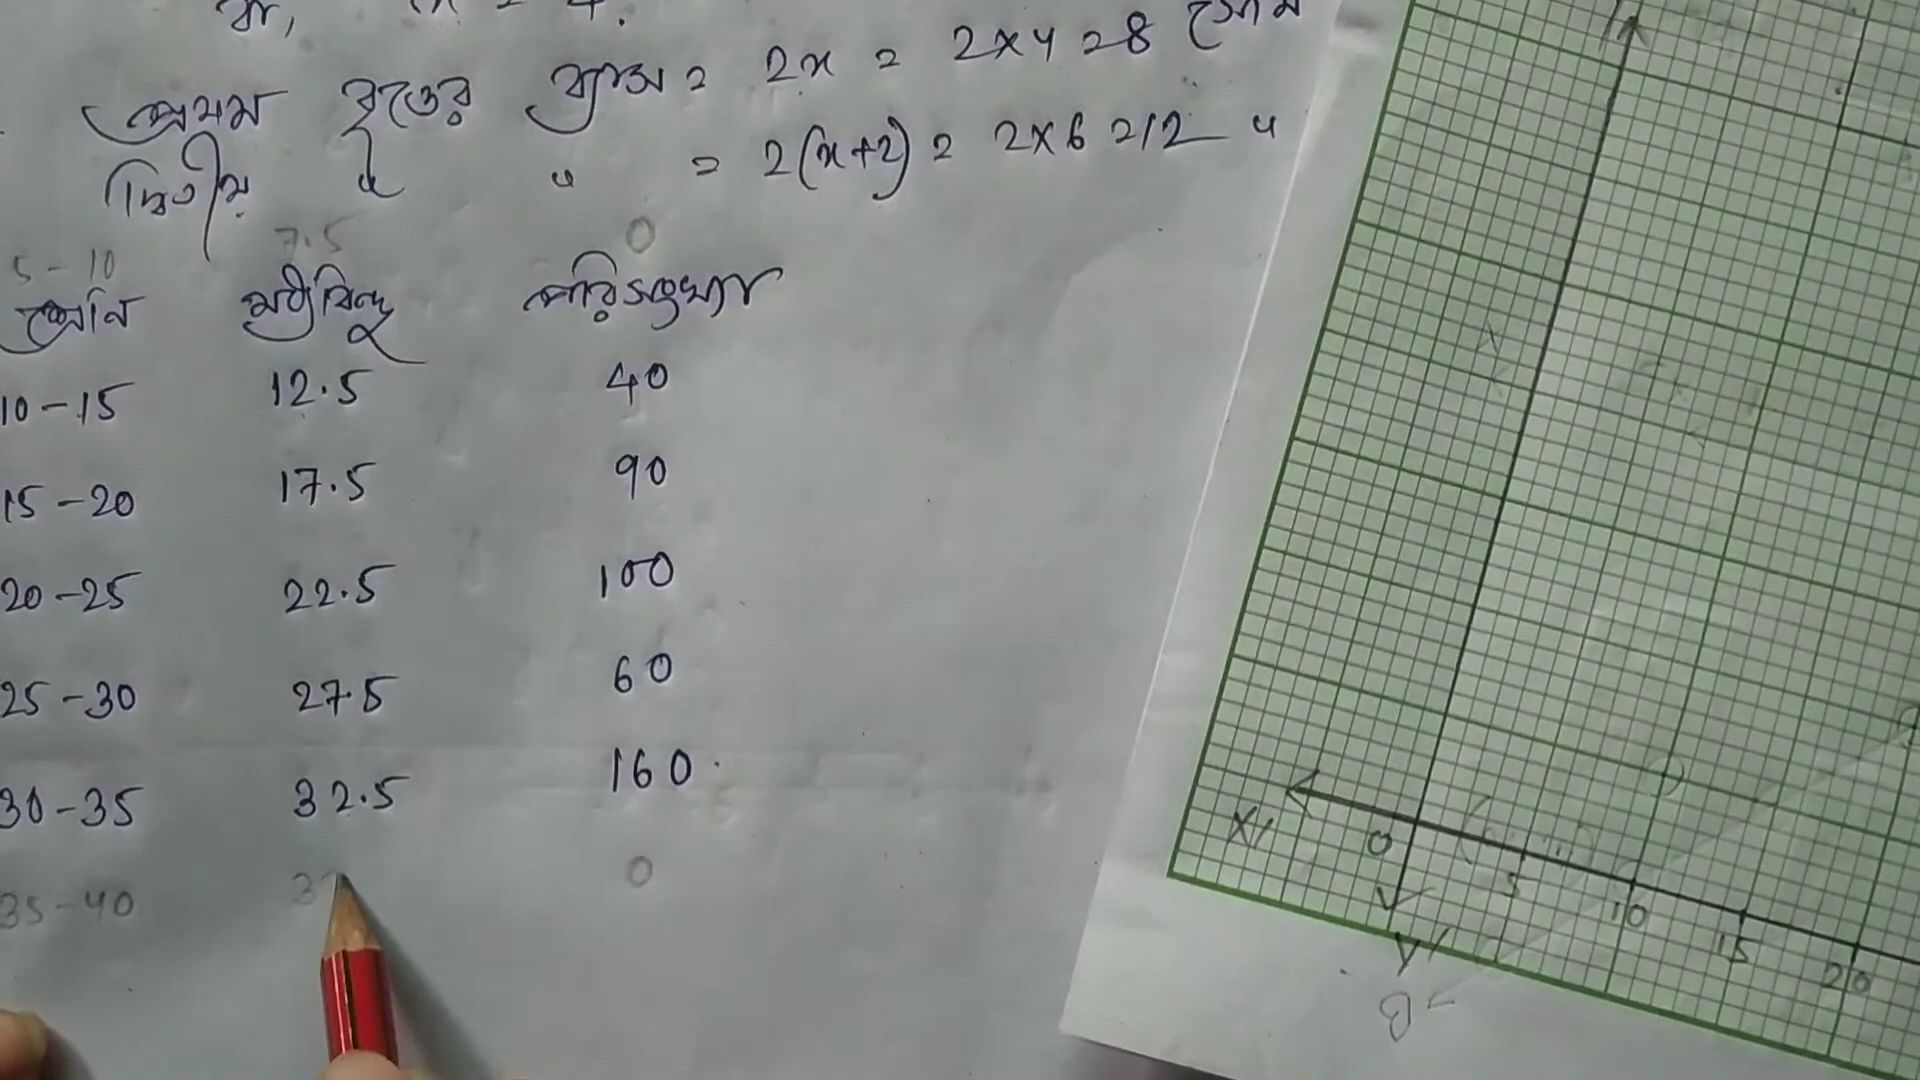 বা, x = 4.
প্রথম বৃত্তের ব্যাস = 2x = 2×4 = 8 সেমি
দ্বিতীয় " " = 2(x+2) = 2×6 = 12 "
5-10 7.5 0
শ্রেনি মধ্যবিন্দু পরিসংখ্যা
10-15 12.5 40
15-20 17.5 90
20-25 22.5 100
25-30 27.5 60
30-35 32.5 160
35-40 0
X/
0 5 10 15 20
Y/